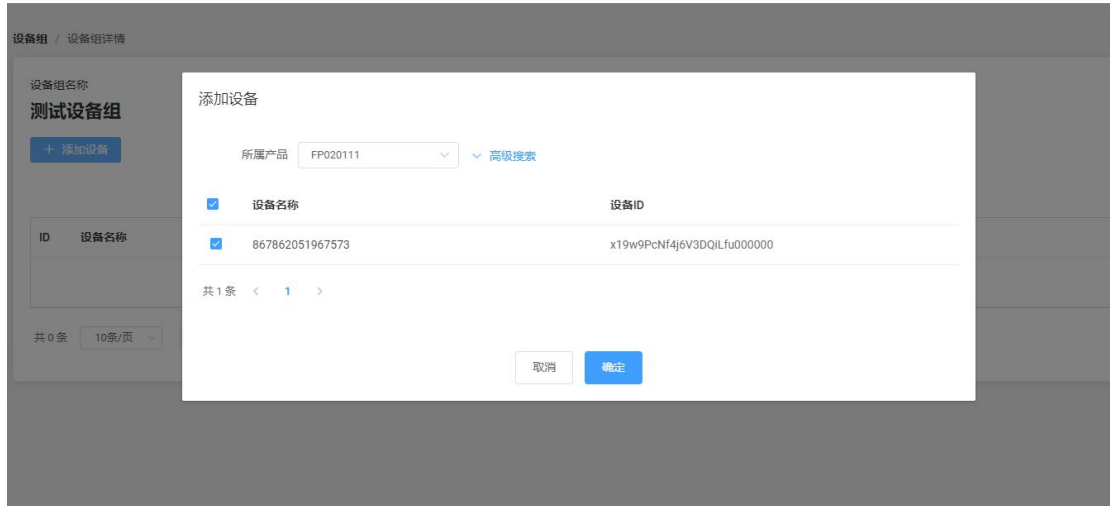 设备组 / 设备组详情
设备组名称
测试设备组
+ 添加设备
ID 设备名称
共 0 条 10条/页
添加设备
所属产品 FP020111 高级搜索
设备名称 设备ID
867862051967573 x19w9PcNf4j6V3DQiLfu000000
共 1 条 < 1 >
取消 确定